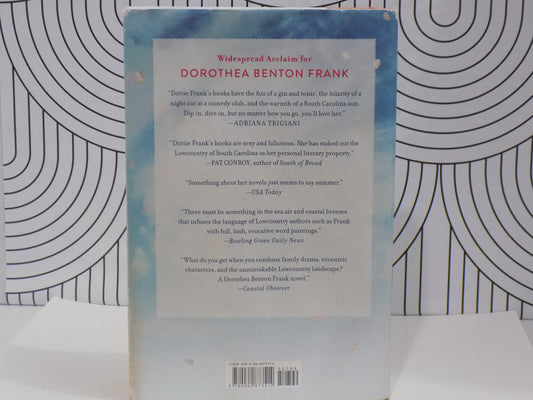 Widespread Acclaim for
DOROTHEA BENTON FRANK
"Dottie Frank's books have the fizz of a gin and tonic, the hilarity of a
night out at a comedy club, and the warmth of a South Carolina sun.
Dip in, dive in, but no matter how you go, you'll love her."
—ADRIANA TRIGIANI
"Dottie Frank's books are sexy and hilarious. She has staked out the
Lowcountry of South Carolina as her personal literary property."
—PAT CONROY, author of South of Broad
"Something about her novels just seems to say summer."
—USA Today
"There must be something in the sea air and coastal breezes
that infuses the language of Lowcountry authors such as Frank
with full, lush, evocative word paintings."
—Bowling Green Daily News
"What do you get when you combine family drama, eccentric
characters, and the unmistakable Lowcountry landscape?
A Dorothea Benton Frank novel."
—Coastal Observer